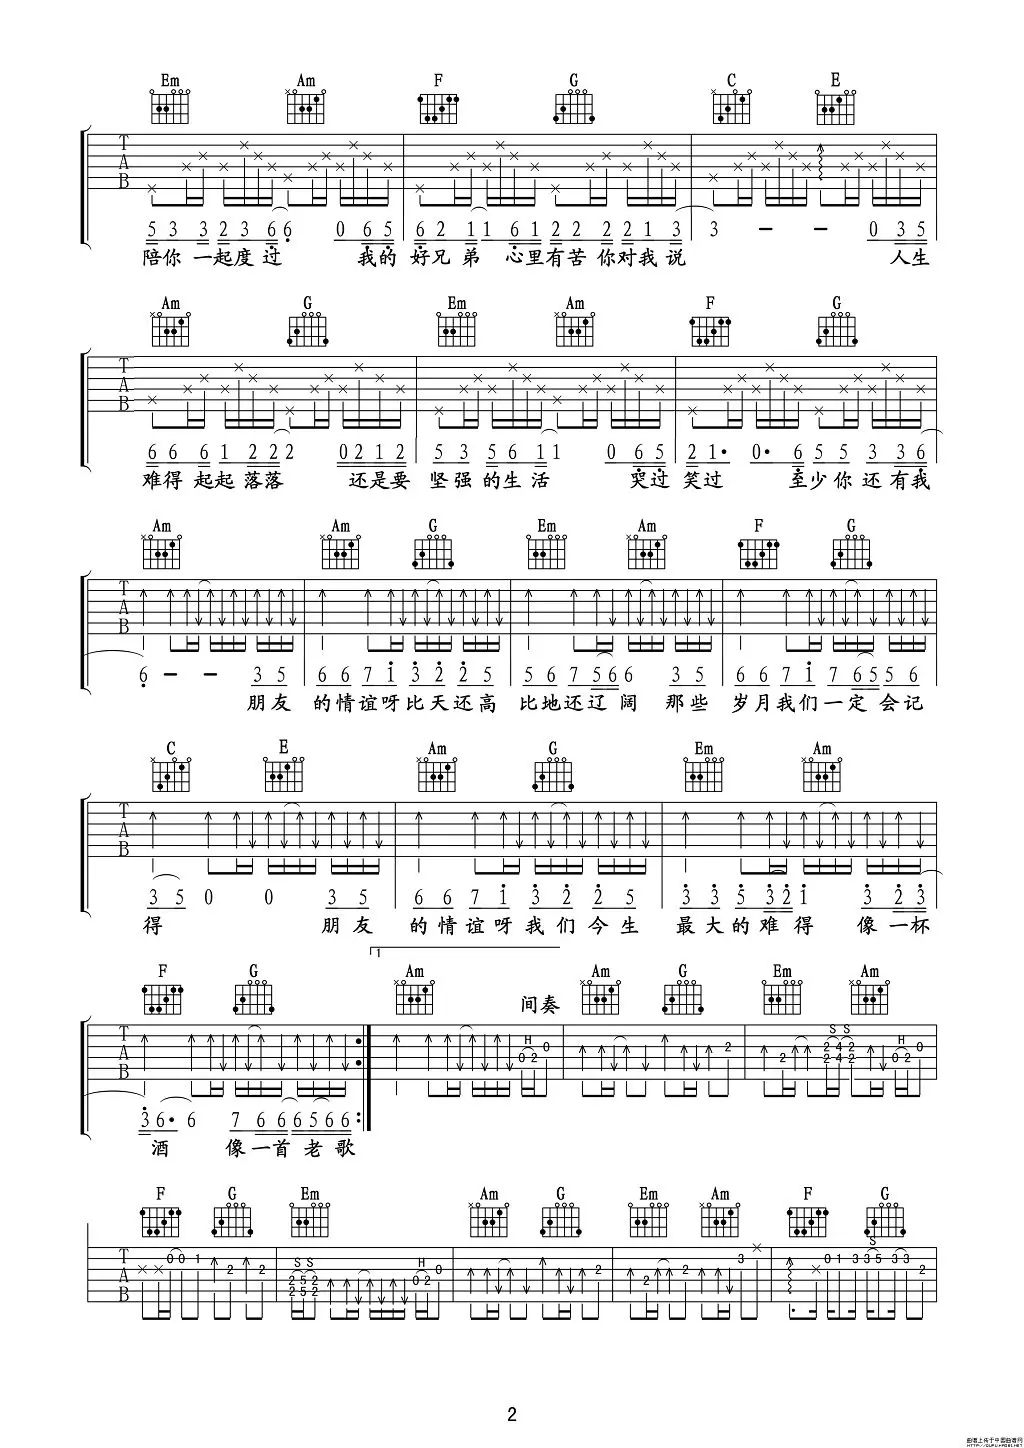 Em Am F G C E
5 3 3 2 3 6 6 0 6 5 6 2 1 1 6 1 2 2 2 2 1 3 3 – – 0 3 5
陪你 一起度 过 我的 好兄 弟 心里有苦 你对我 说 人生
Am G Em Am F G
6 6 6 1 2 2 2 0 2 1 2 5 3 5 6 1 1 0 6 5 2 1· 0· 6 5 5 3 3 3 6
难得 起起 落落 还是要 坚强 的生 活 哭过 笑过 至少你 还有我
Am Am G Em Am F G
6 – – 3 5 6 6 7 1 3 2 2 5 5 6 7 5 6 6 3 5 6 6 7 1 7 6 5 5 6
朋友 的情谊呀比天还高 比地还辽 阔 那些 岁月我们一定 会记
C E Am G Em Am
3 5 0 0 3 5 6 6 7 1 3 2 2 5 3 3 5 3 2 1 3 2 3
得 朋友 的情谊呀我们今生 最大的难得 像一杯
1
F G Am 间奏 Am G Em Am
3 6· 6 7 6 6 6 5 6 6
酒 像一首老歌
F G Em Am G Em Am F G
2
曲谱上传于中国曲谱网